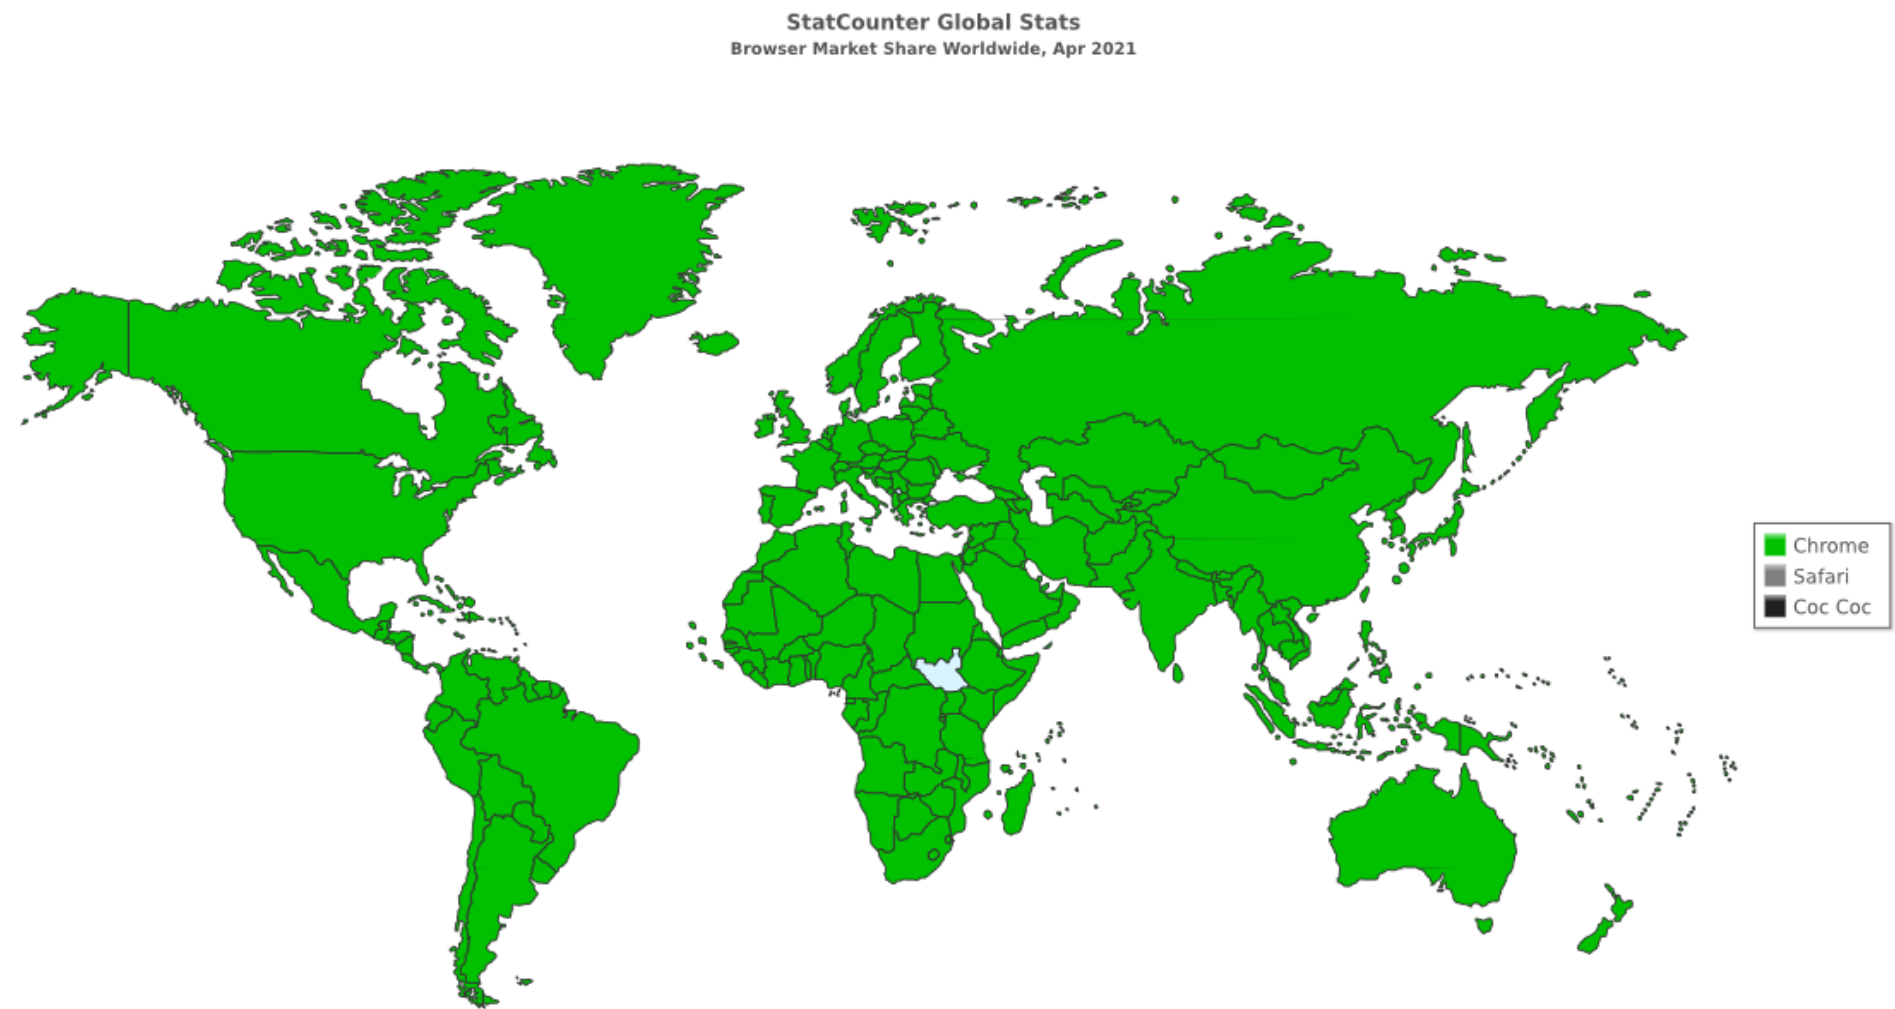 StatCounter Global Stats
Browser Market Share Worldwide, Apr 2021
Chrome
Safari
Coc Coc